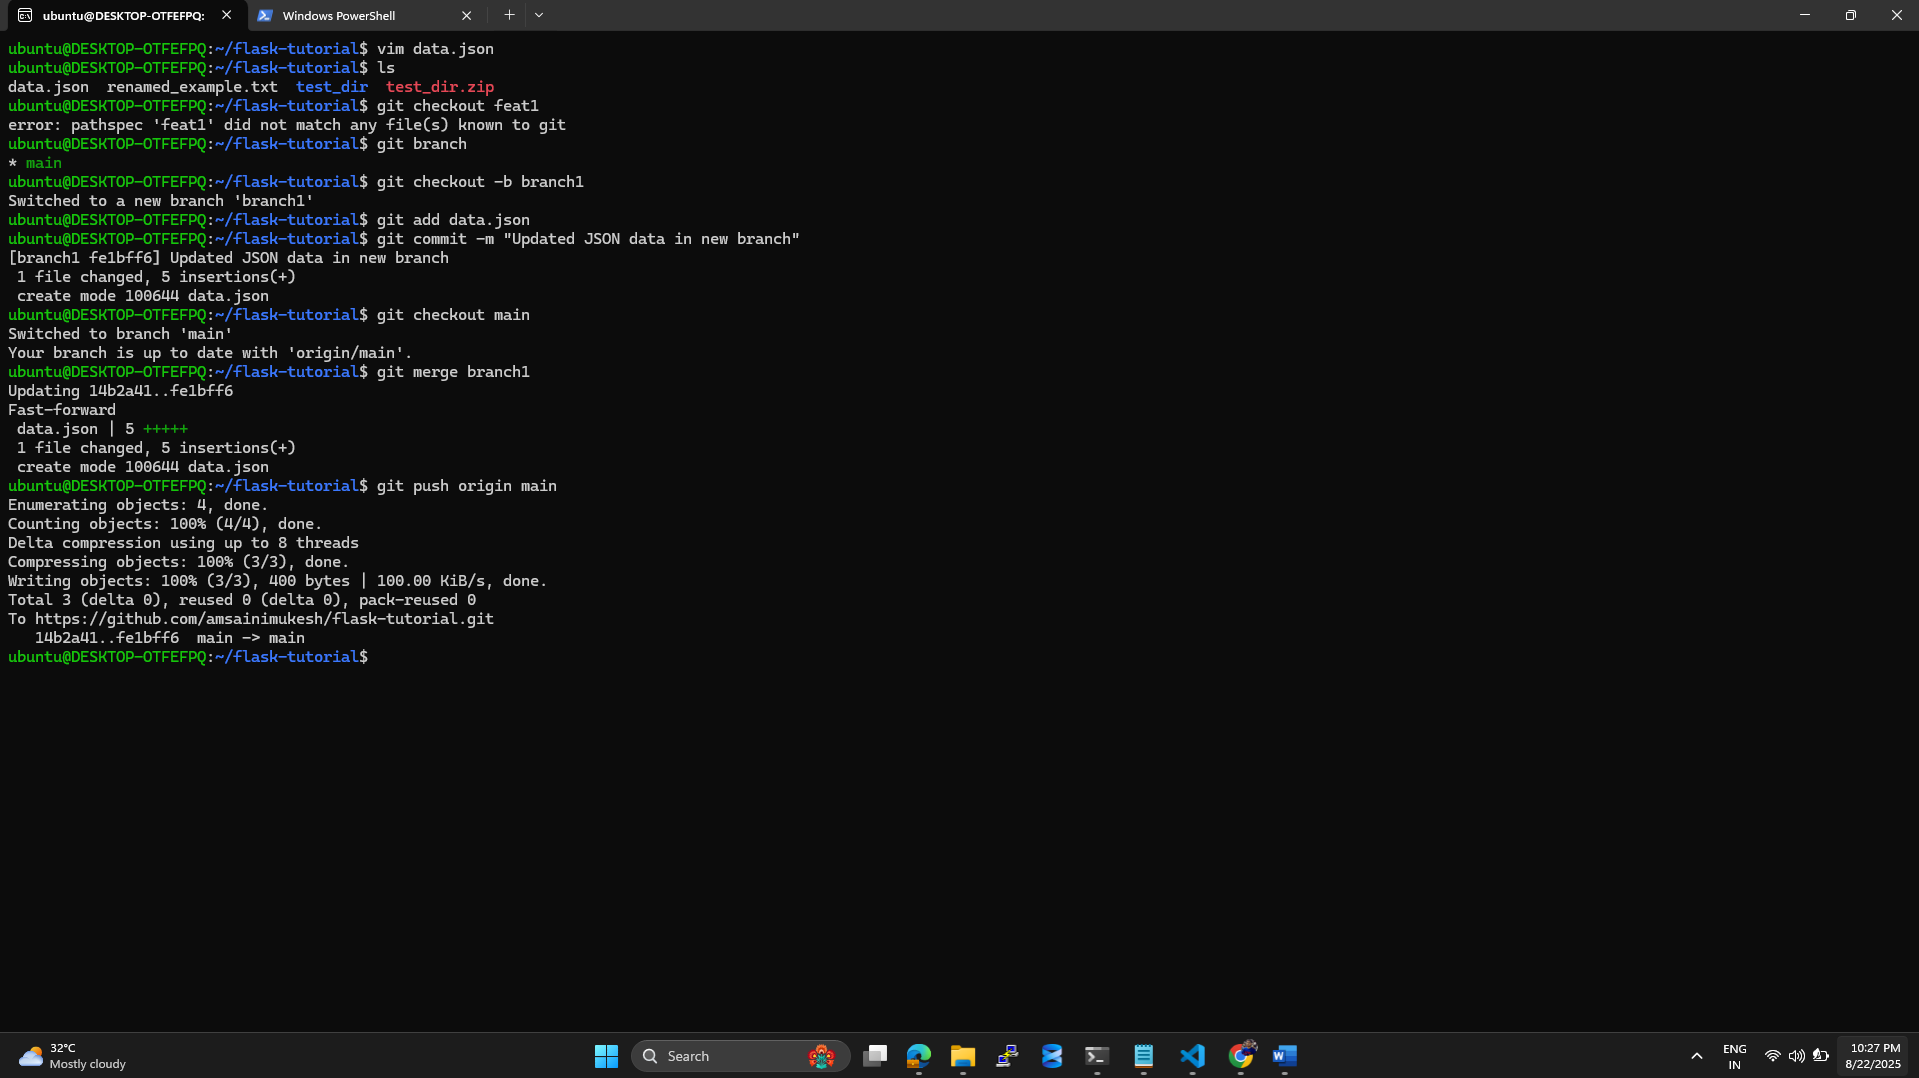 ubuntu@DESKTOP-OTFEFPQ: Windows PowerShell
ubuntu@DESKTOP-OTFEFPQ:~/flask-tutorial$ vim data.json
ubuntu@DESKTOP-OTFEFPQ:~/flask-tutorial$ ls
data.json  renamed_example.txt  test_dir  test_dir.zip
ubuntu@DESKTOP-OTFEFPQ:~/flask-tutorial$ git checkout feat1
error: pathspec 'feat1' did not match any file(s) known to git
ubuntu@DESKTOP-OTFEFPQ:~/flask-tutorial$ git branch
* main
ubuntu@DESKTOP-OTFEFPQ:~/flask-tutorial$ git checkout -b branch1
Switched to a new branch 'branch1'
ubuntu@DESKTOP-OTFEFPQ:~/flask-tutorial$ git add data.json
ubuntu@DESKTOP-OTFEFPQ:~/flask-tutorial$ git commit -m "Updated JSON data in new branch"
[branch1 fe1bff6] Updated JSON data in new branch
 1 file changed, 5 insertions(+)
 create mode 100644 data.json
ubuntu@DESKTOP-OTFEFPQ:~/flask-tutorial$ git checkout main
Switched to branch 'main'
Your branch is up to date with 'origin/main'.
ubuntu@DESKTOP-OTFEFPQ:~/flask-tutorial$ git merge branch1
Updating 14b2a41..fe1bff6
Fast-forward
 data.json | 5 +++++
 1 file changed, 5 insertions(+)
 create mode 100644 data.json
ubuntu@DESKTOP-OTFEFPQ:~/flask-tutorial$ git push origin main
Enumerating objects: 4, done.
Counting objects: 100% (4/4), done.
Delta compression using up to 8 threads
Compressing objects: 100% (3/3), done.
Writing objects: 100% (3/3), 400 bytes | 100.00 KiB/s, done.
Total 3 (delta 0), reused 0 (delta 0), pack-reused 0
To https://github.com/amsainimukesh/flask-tutorial.git
   14b2a41..fe1bff6  main -> main
ubuntu@DESKTOP-OTFEFPQ:~/flask-tutorial$
32°C
Mostly cloudy
Search
ENG
IN
10:27 PM
8/22/2025